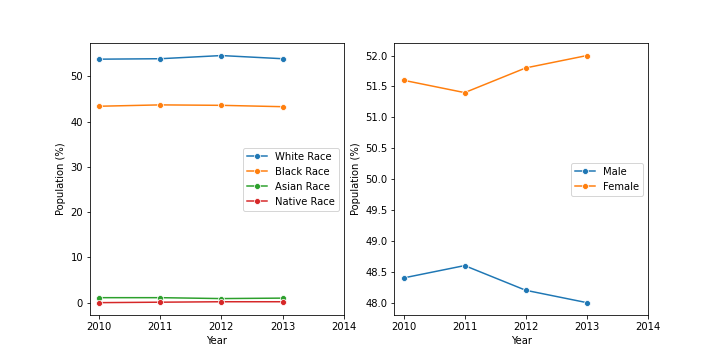 Population (%)
50
40
30
20
10
0
2010 2011 2012 2013 2014
Year
White Race
Black Race
Asian Race
Native Race
Population (%)
52.0
51.5
51.0
50.5
50.0
49.5
49.0
48.5
48.0
2010 2011 2012 2013 2014
Year
Male
Female